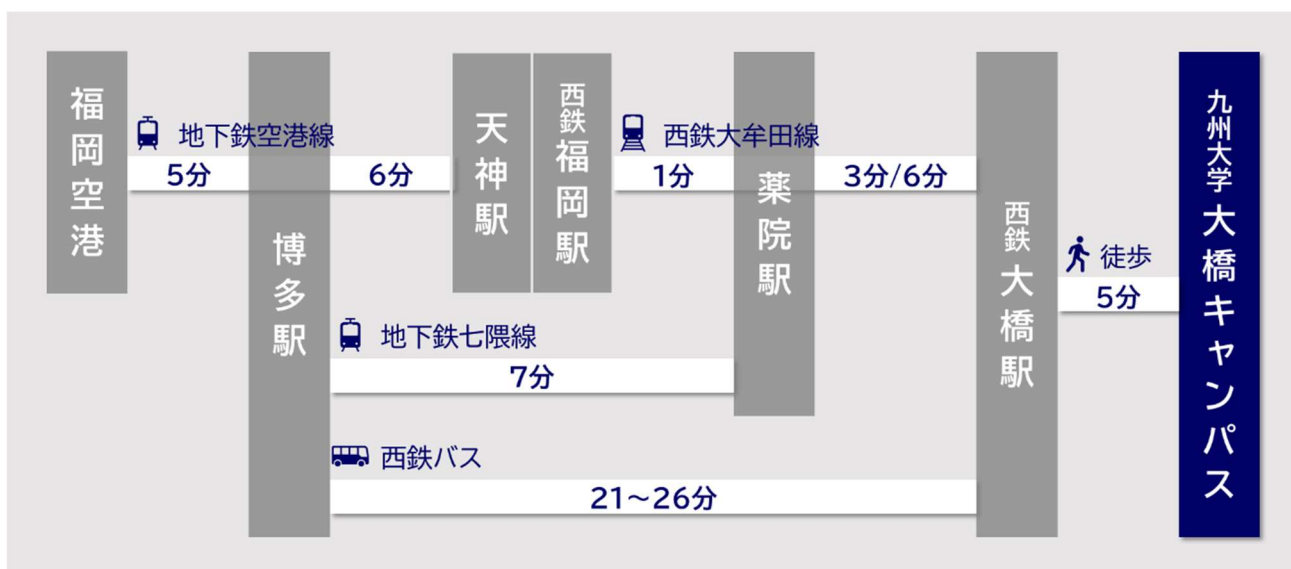 福岡空港
地下鉄空港線
5分
6分
博多駅
天神駅
西鉄福岡駅
西鉄大牟田線
1分
3分/6分
薬院駅
地下鉄七隈線
7分
西鉄バス
21～26分
西鉄大橋駅
徒歩
5分
九州大学大橋キャンパス